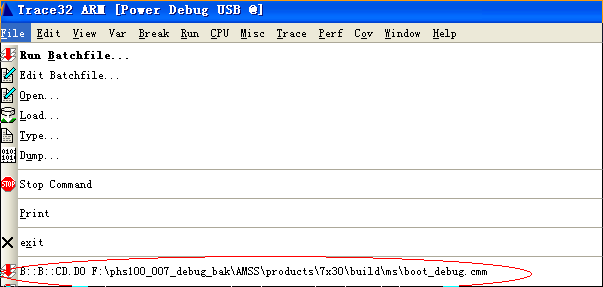 Trace32 ARM [Power Debug USB @]
File Edit View Var Break Run CPU Misc Trace Perf Cov Window Help
Run Batchfile...
Edit Batchfile...
Open...
Load...
Type...
Dump...
STOP Stop Command
Print
exit
B::B::CD.DO F:\phs100_007_debug_bak\AMSS\products\7x30\build\ms\boot_debug.cmm